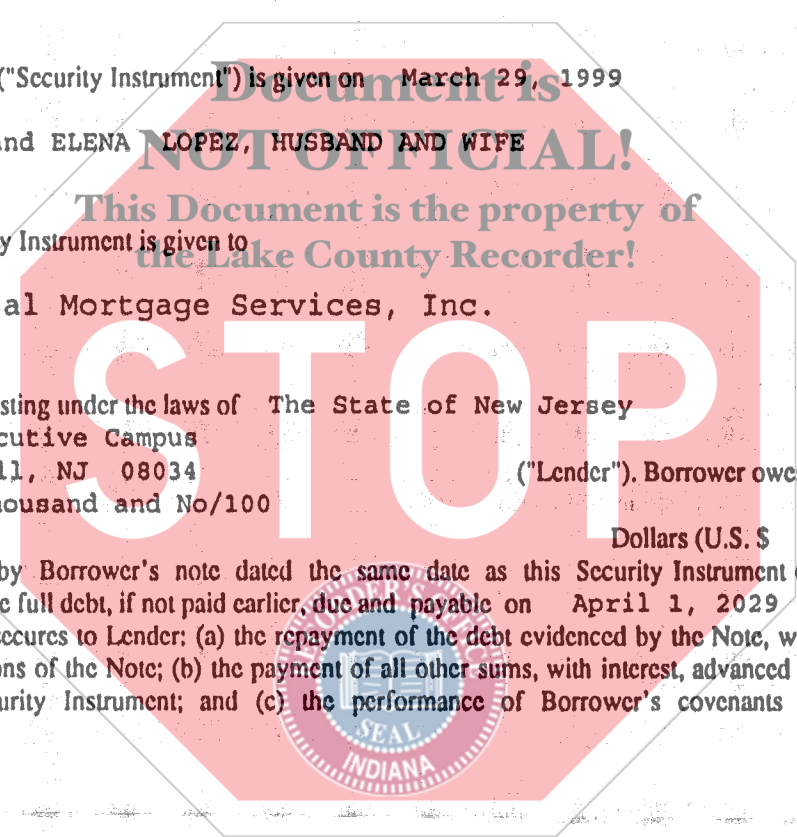 ("Security Instrument") is given on March 29, 1999
Document is
and ELENA LOPEZ, HUSBAND AND WIFE
NOT OFFICIAL!
This Document is the property of
y Instrument is given to
the Lake County Recorder!
al Mortgage Services, Inc.
STOP
sting under the laws of The State of New Jersey
cutive Campus
ll, NJ 08034 ("Lender"). Borrower owe
ousand and No/100
Dollars (U.S. $
by Borrower's note dated the same date as this Security Instrument
e full debt, if not paid earlier, due and payable on April 1, 2029
secures to Lender: (a) the repayment of the debt evidenced by the Note, w
ons of the Note; (b) the payment of all other sums, with interest, advanced
urity Instrument; and (c) the performance of Borrower's covenants
SEAL
INDIANA